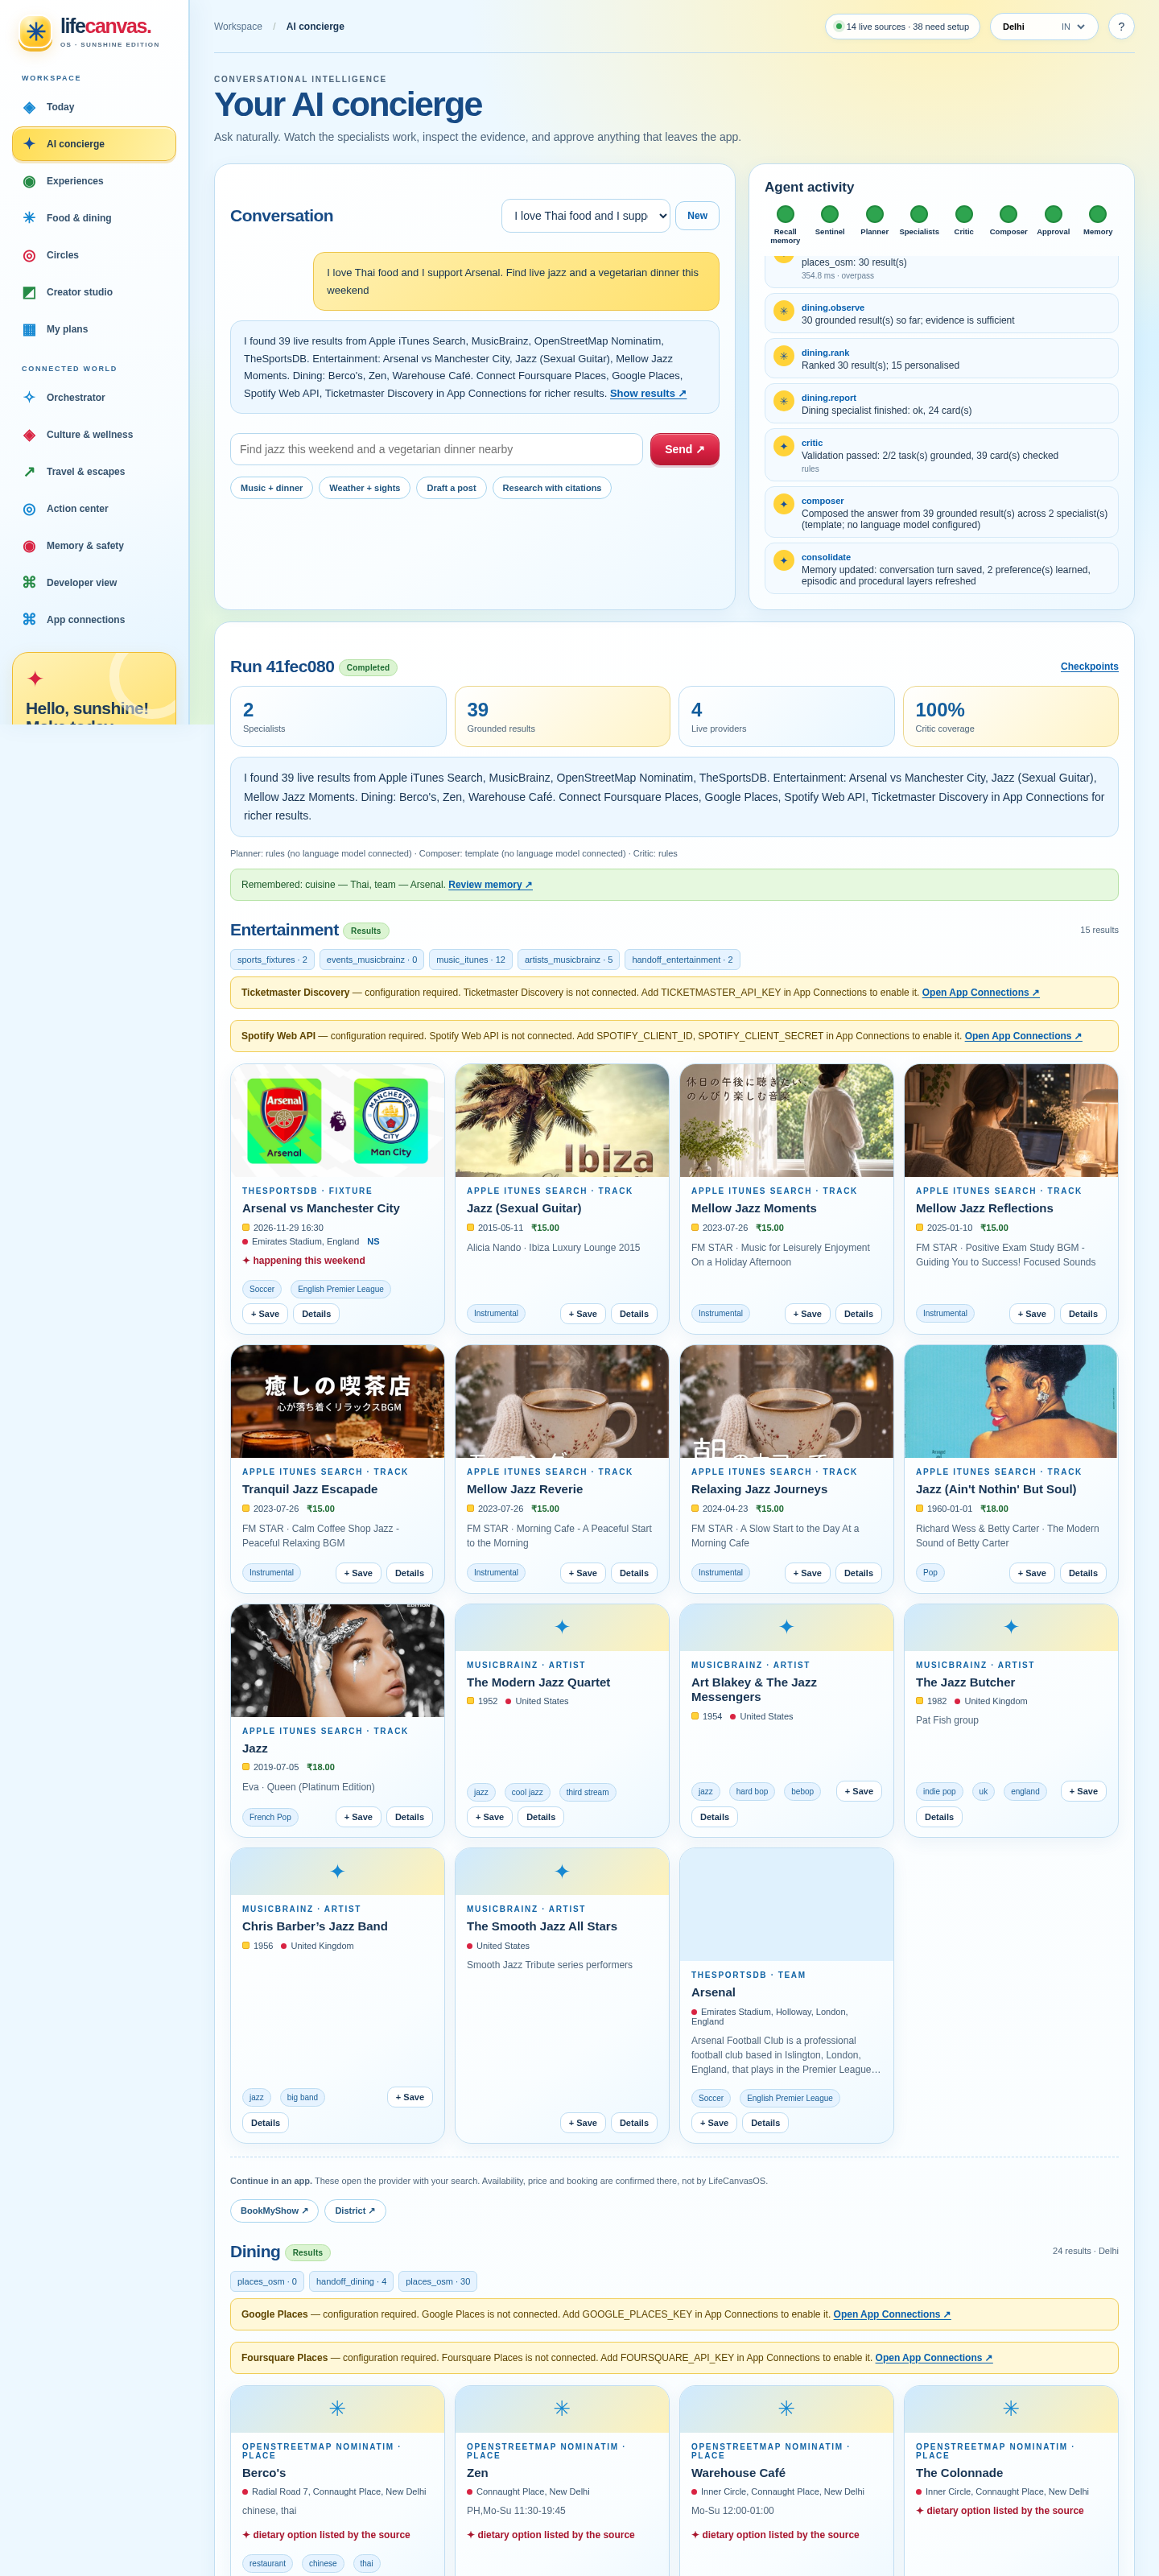 lifecanvas.
OS · SUNSHINE EDITION
WORKSPACE
Today
AI concierge
Experiences
Food & dining
Circles
Creator studio
My plans
CONNECTED WORLD
Orchestrator
Culture & wellness
Travel & escapes
Action center
Memory & safety
Developer view
App connections
Hello, sunshine!
Workspace / AI concierge
14 live sources · 38 need setup
Delhi IN
?
CONVERSATIONAL INTELLIGENCE
Your AI concierge
Ask naturally. Watch the specialists work, inspect the evidence, and approve anything that leaves the app.
Conversation
I love Thai food and I supp
New
I love Thai food and I support Arsenal. Find live jazz and a vegetarian dinner this
weekend
I found 39 live results from Apple iTunes Search, MusicBrainz, OpenStreetMap Nominatim,
TheSportsDB. Entertainment: Arsenal vs Manchester City, Jazz (Sexual Guitar), Mellow Jazz
Moments. Dining: Berco's, Zen, Warehouse Café. Connect Foursquare Places, Google Places,
Spotify Web API, Ticketmaster Discovery in App Connections for richer results. Show results ↗
Find jazz this weekend and a vegetarian dinner nearby
Send ↗
Music + dinner
Weather + sights
Draft a post
Research with citations
Agent activity
Recall
memory
Sentinel
Planner
Specialists
Critic
Composer
Approval
Memory
places_osm: 30 result(s)
354.8 ms · overpass
dining.observe
30 grounded result(s) so far; evidence is sufficient
dining.rank
Ranked 30 result(s); 15 personalised
dining.report
Dining specialist finished: ok, 24 card(s)
critic
Validation passed: 2/2 task(s) grounded, 39 card(s) checked
rules
composer
Composed the answer from 39 grounded result(s) across 2 specialist(s)
(template; no language model configured)
consolidate
Memory updated: conversation turn saved, 2 preference(s) learned,
episodic and procedural layers refreshed
Run 41fec080 Completed
Checkpoints
2
Specialists
39
Grounded results
4
Live providers
100%
Critic coverage
I found 39 live results from Apple iTunes Search, MusicBrainz, OpenStreetMap Nominatim, TheSportsDB. Entertainment: Arsenal vs Manchester City, Jazz (Sexual Guitar),
Mellow Jazz Moments. Dining: Berco's, Zen, Warehouse Café. Connect Foursquare Places, Google Places, Spotify Web API, Ticketmaster Discovery in App Connections for
richer results.
Planner: rules (no language model connected) · Composer: template (no language model connected) · Critic: rules
Remembered: cuisine — Thai, team — Arsenal. Review memory ↗
Entertainment Results
15 results
sports_fixtures · 2
events_musicbrainz · 0
music_itunes · 12
artists_musicbrainz · 5
handoff_entertainment · 2
Ticketmaster Discovery — configuration required. Ticketmaster Discovery is not connected. Add TICKETMASTER_API_KEY in App Connections to enable it. Open App Connections ↗
Spotify Web API — configuration required. Spotify Web API is not connected. Add SPOTIFY_CLIENT_ID, SPOTIFY_CLIENT_SECRET in App Connections to enable it. Open App Connections ↗
Arsenal
MANCHESTER
CITY
Arsenal
Man City
THESPORTSDB · FIXTURE
Arsenal vs Manchester City
2026-11-29 16:30
Emirates Stadium, England NS
✦ happening this weekend
Soccer
English Premier League
+ Save
Details
Ibiza
APPLE ITUNES SEARCH · TRACK
Jazz (Sexual Guitar)
2015-05-11 ₹15.00
Alicia Nando · Ibiza Luxury Lounge 2015
Instrumental
+ Save
Details
休日の午後に聴きたい
のんびり楽しむ音楽
APPLE ITUNES SEARCH · TRACK
Mellow Jazz Moments
2023-07-26 ₹15.00
FM STAR · Music for Leisurely Enjoyment
On a Holiday Afternoon
Instrumental
+ Save
Details
APPLE ITUNES SEARCH · TRACK
Mellow Jazz Reflections
2025-01-10 ₹15.00
FM STAR · Positive Exam Study BGM -
Guiding You to Success! Focused Sounds
Instrumental
+ Save
Details
癒しの喫茶店
心が落ち着くリラックスBGM
APPLE ITUNES SEARCH · TRACK
Tranquil Jazz Escapade
2023-07-26 ₹15.00
FM STAR · Calm Coffee Shop Jazz -
Peaceful Relaxing BGM
Instrumental
+ Save
Details
APPLE ITUNES SEARCH · TRACK
Mellow Jazz Reverie
2023-07-26 ₹15.00
FM STAR · Morning Cafe - A Peaceful Start
to the Morning
Instrumental
+ Save
Details
朝
APPLE ITUNES SEARCH · TRACK
Relaxing Jazz Journeys
2024-04-23 ₹15.00
FM STAR · A Slow Start to the Day At a
Morning Cafe
Instrumental
+ Save
Details
APPLE ITUNES SEARCH · TRACK
Jazz (Ain't Nothin' But Soul)
1960-01-01 ₹18.00
Richard Wess & Betty Carter · The Modern
Sound of Betty Carter
Pop
+ Save
Details
APPLE ITUNES SEARCH · TRACK
Jazz
2019-07-05 ₹18.00
Eva · Queen (Platinum Edition)
French Pop
+ Save
Details
MUSICBRAINZ · ARTIST
The Modern Jazz Quartet
1952 United States
jazz
cool jazz
third stream
+ Save
Details
MUSICBRAINZ · ARTIST
Art Blakey & The Jazz
Messengers
1954 United States
jazz
hard bop
bebop
+ Save
Details
MUSICBRAINZ · ARTIST
The Jazz Butcher
1982 United Kingdom
Pat Fish group
indie pop
uk
england
+ Save
Details
MUSICBRAINZ · ARTIST
Chris Barber’s Jazz Band
1956 United Kingdom
jazz
big band
+ Save
Details
MUSICBRAINZ · ARTIST
The Smooth Jazz All Stars
United States
Smooth Jazz Tribute series performers
+ Save
Details
THESPORTSDB · TEAM
Arsenal
Emirates Stadium, Holloway, London,
England
Arsenal Football Club is a professional
football club based in Islington, London,
England, that plays in the Premier League…
Soccer
English Premier League
+ Save
Details
Continue in an app. These open the provider with your search. Availability, price and booking are confirmed there, not by LifeCanvasOS.
BookMyShow ↗
District ↗
Dining Results
24 results · Delhi
places_osm · 0
handoff_dining · 4
places_osm · 30
Google Places — configuration required. Google Places is not connected. Add GOOGLE_PLACES_KEY in App Connections to enable it. Open App Connections ↗
Foursquare Places — configuration required. Foursquare Places is not connected. Add FOURSQUARE_API_KEY in App Connections to enable it. Open App Connections ↗
OPENSTREETMAP NOMINATIM ·
PLACE
Berco's
Radial Road 7, Connaught Place, New Delhi
chinese, thai
✦ dietary option listed by the source
restaurant
chinese
thai
OPENSTREETMAP NOMINATIM ·
PLACE
Zen
Connaught Place, New Delhi
PH,Mo-Su 11:30-19:45
✦ dietary option listed by the source
OPENSTREETMAP NOMINATIM ·
PLACE
Warehouse Café
Inner Circle, Connaught Place, New Delhi
Mo-Su 12:00-01:00
✦ dietary option listed by the source
OPENSTREETMAP NOMINATIM ·
PLACE
The Colonnade
Inner Circle, Connaught Place, New Delhi
✦ dietary option listed by the source